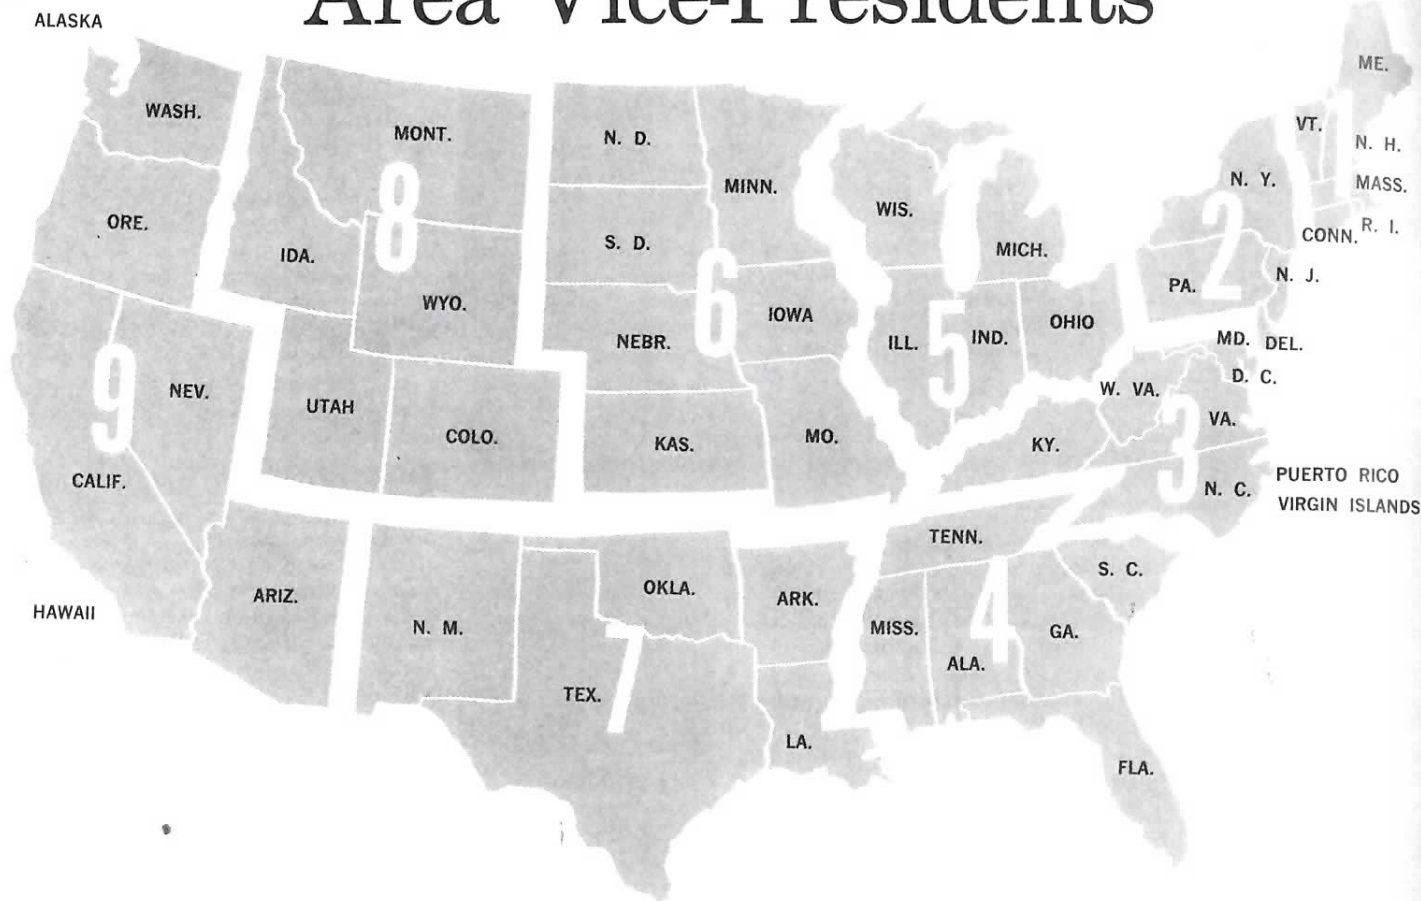 Area Vice-Presidents
ALASKA
WASH.
MONT.
N. D.
MINN.
ME.
VT.
N. H.
N. Y.
MASS.
ORE.
IDA.
8
S. D.
WIS.
MICH.
2
CONN.
R. I.
WYO.
6
NEBR.
IOWA
ILL.
5
IND.
OHIO
PA.
N. J.
MD.
DEL.
D. C.
9
NEV.
UTAH
COLO.
KAS.
MO.
KY.
W. VA.
3
VA.
CALIF.
N. C.
PUERTO RICO
VIRGIN ISLANDS
TENN.
S. C.
HAWAII
ARIZ.
N. M.
OKLA.
ARK.
MISS.
4
ALA.
GA.
TEX.
7
LA.
FLA.
1